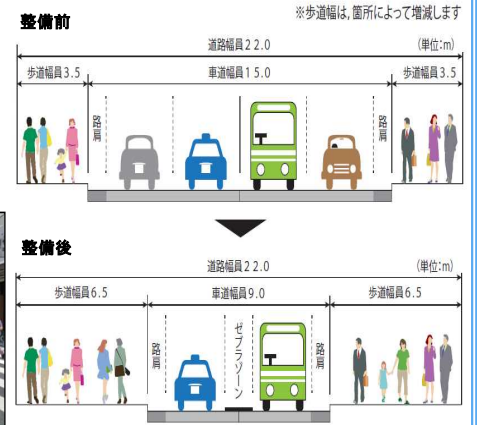 ※歩道幅は,箇所によって増減します
整備前
道路幅員22.0
(単位:m)
歩道幅員3.5
車道幅員15.0
歩道幅員3.5
路肩
路肩
整備後
道路幅員22.0
(単位:m)
歩道幅員6.5
車道幅員9.0
歩道幅員6.5
路肩
ゼブラゾーン
路肩